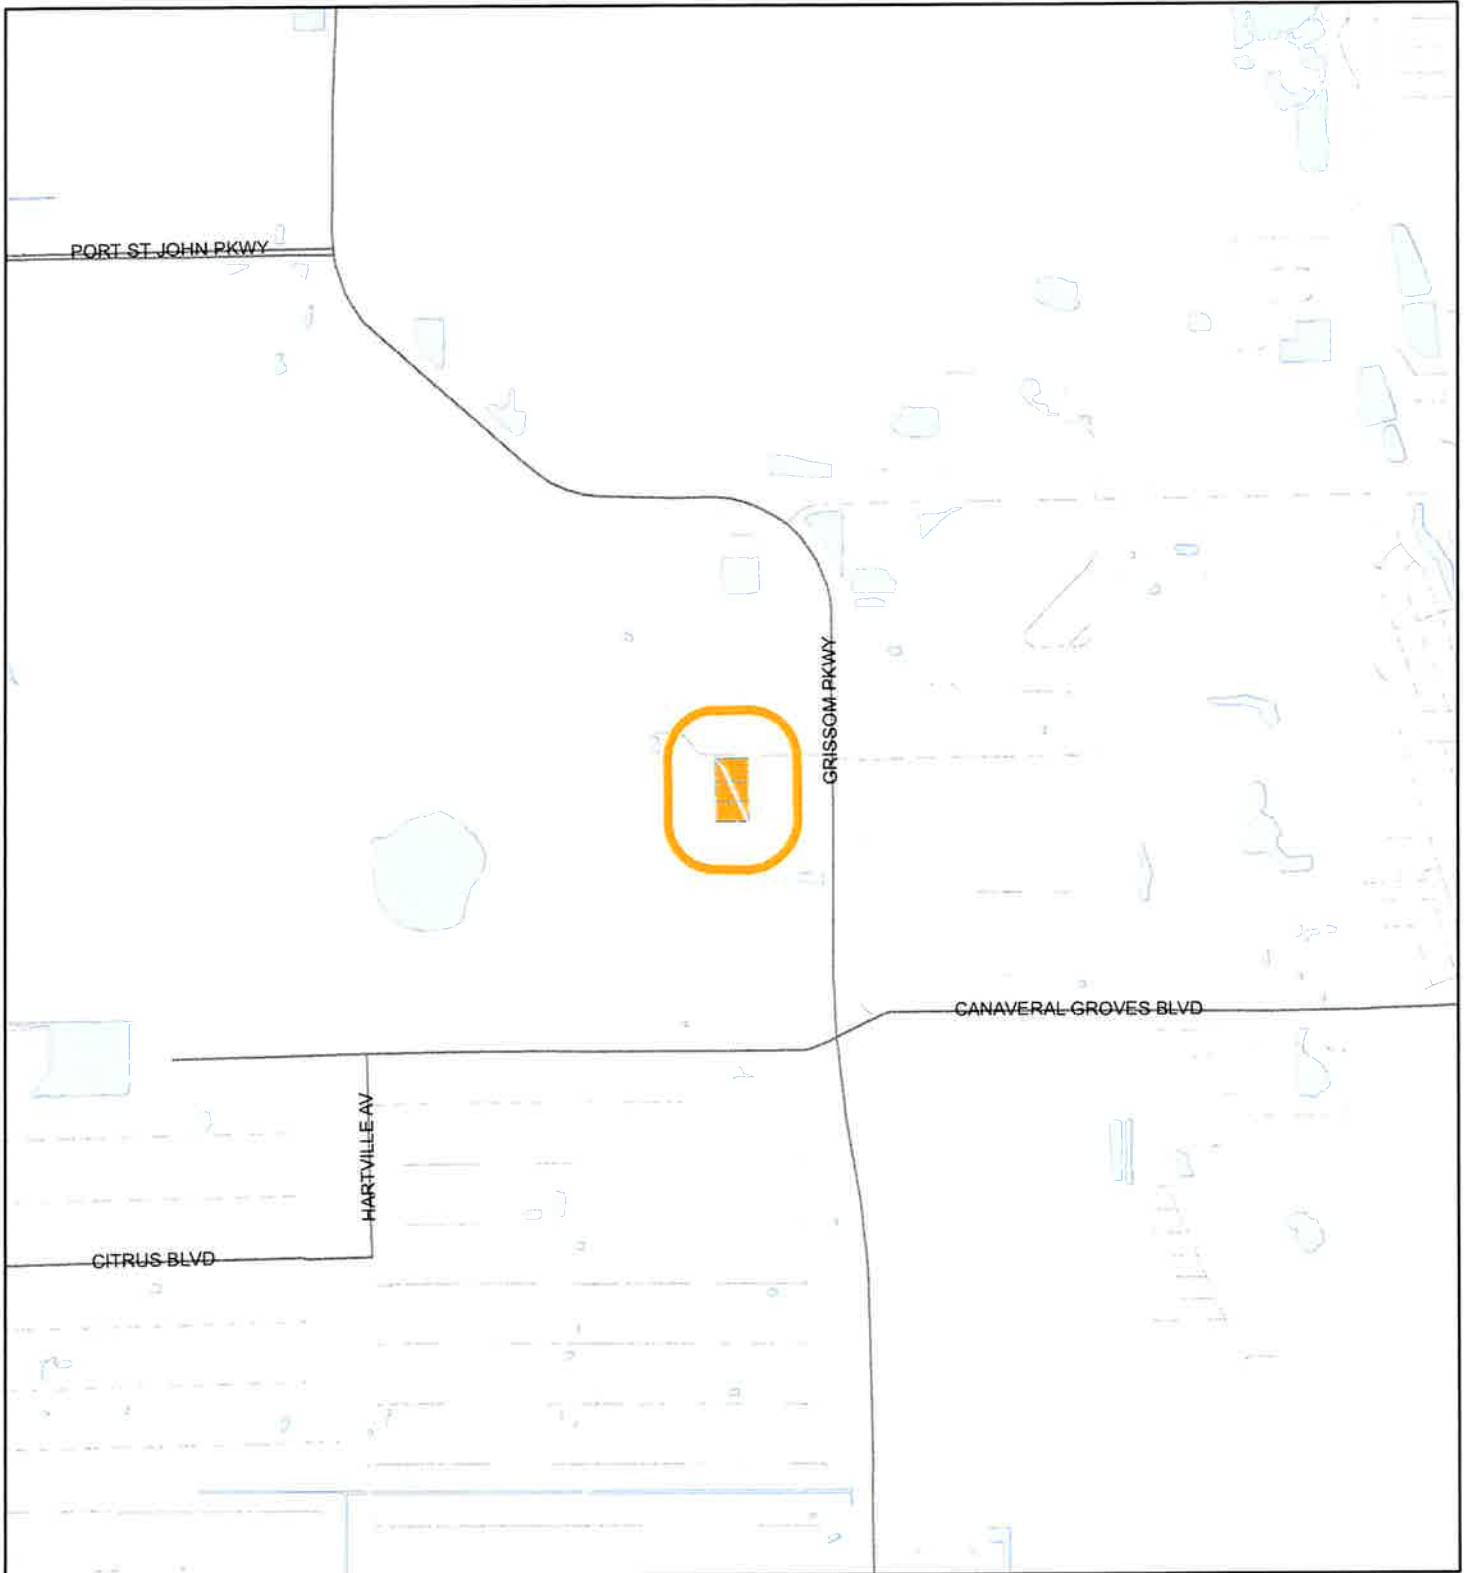 PORT ST JOHN PKWY
GRISSOM PKWY
CANAVERAL GROVES BLVD
HARTVILLE AV
CITRUS BLVD